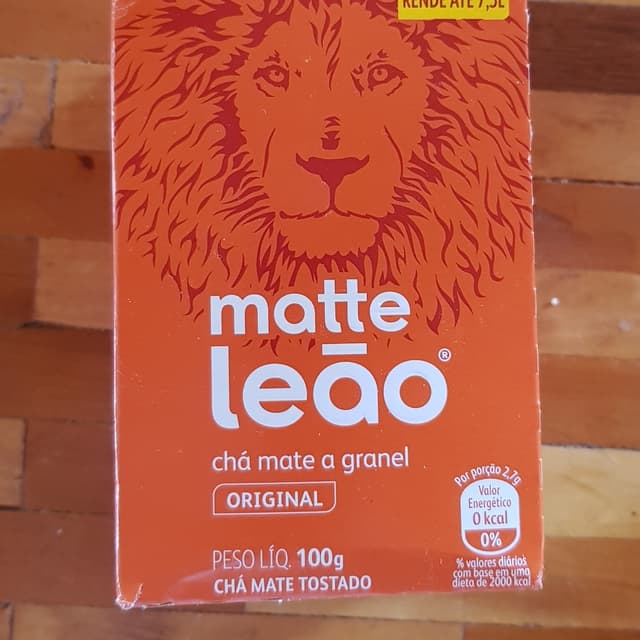 RENDE ATÉ 7,5L
matte
leão®
chá mate a granel
ORIGINAL
Por porção 2,7g
Valor
Energético
0 kcal
0%
% valores diários
com base em uma
dieta de 2000 kcal
PESO LÍQ. 100g
CHÁ MATE TOSTADO